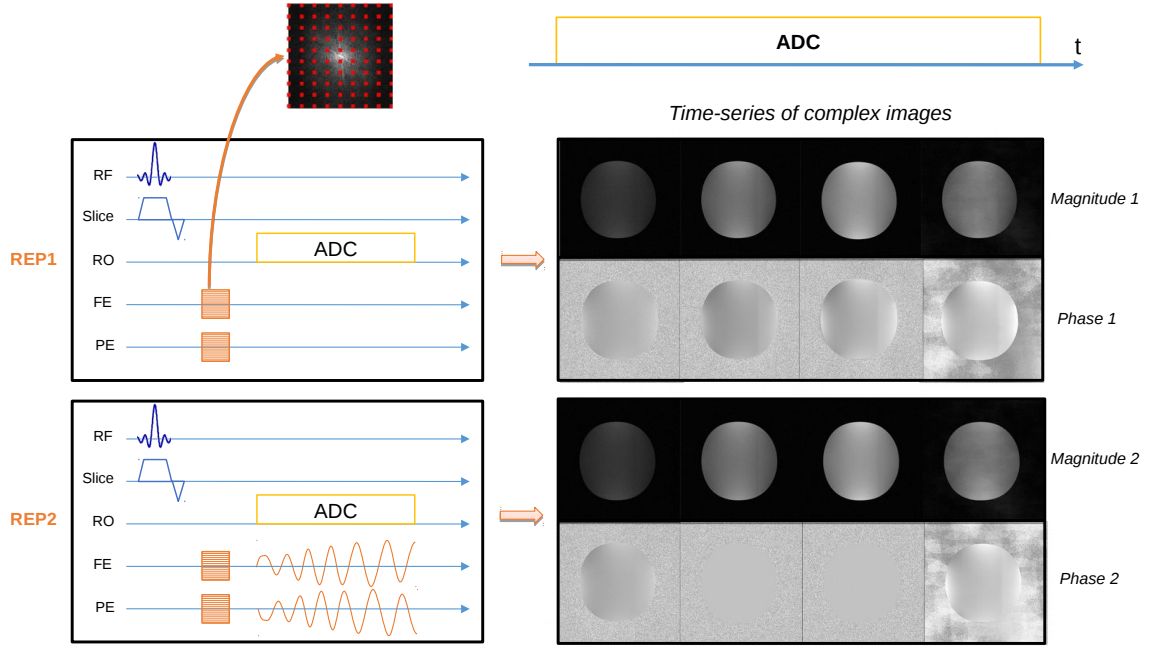 ADC
t
Time-series of complex images
REP1
RF
Slice
RO
ADC
FE
PE
Magnitude 1
Phase 1
REP2
RF
Slice
RO
ADC
FE
PE
Magnitude 2
Phase 2